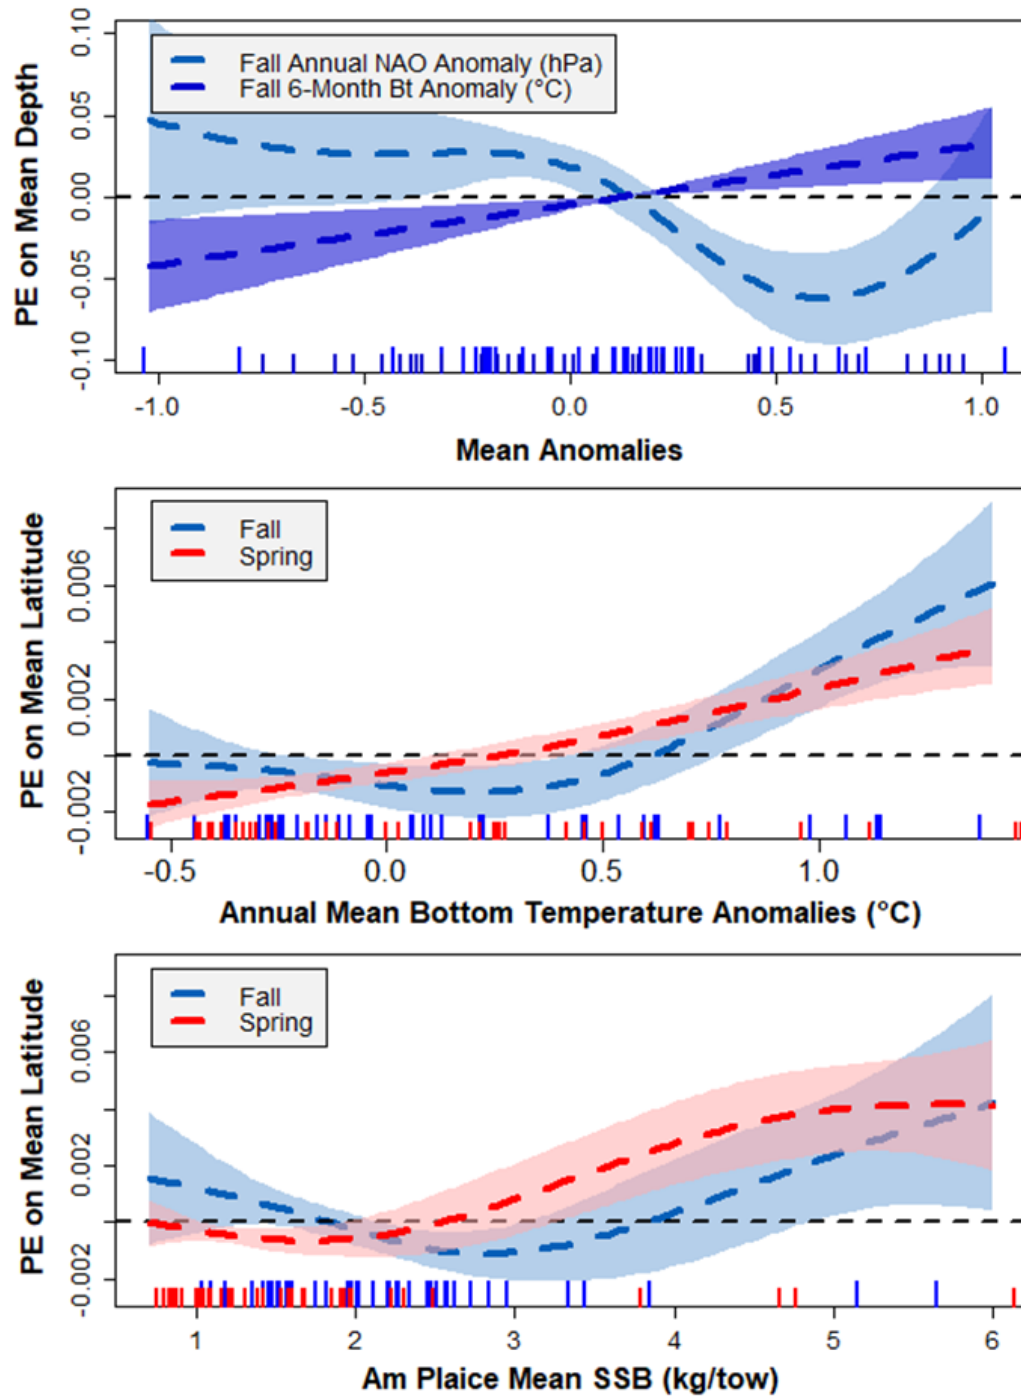 PE on Mean Depth
0.10
0.05
0.00
-0.05
-0.10
Fall Annual NAO Anomaly (hPa)
Fall 6-Month Bt Anomaly (°C)
-1.0 -0.5 0.0 0.5 1.0
Mean Anomalies
PE on Mean Latitude
0.006
0.002
-0.002
Fall
Spring
-0.5 0.0 0.5 1.0
Annual Mean Bottom Temperature Anomalies (°C)
PE on Mean Latitude
0.006
0.002
-0.002
Fall
Spring
1 2 3 4 5 6
Am Plaice Mean SSB (kg/tow)